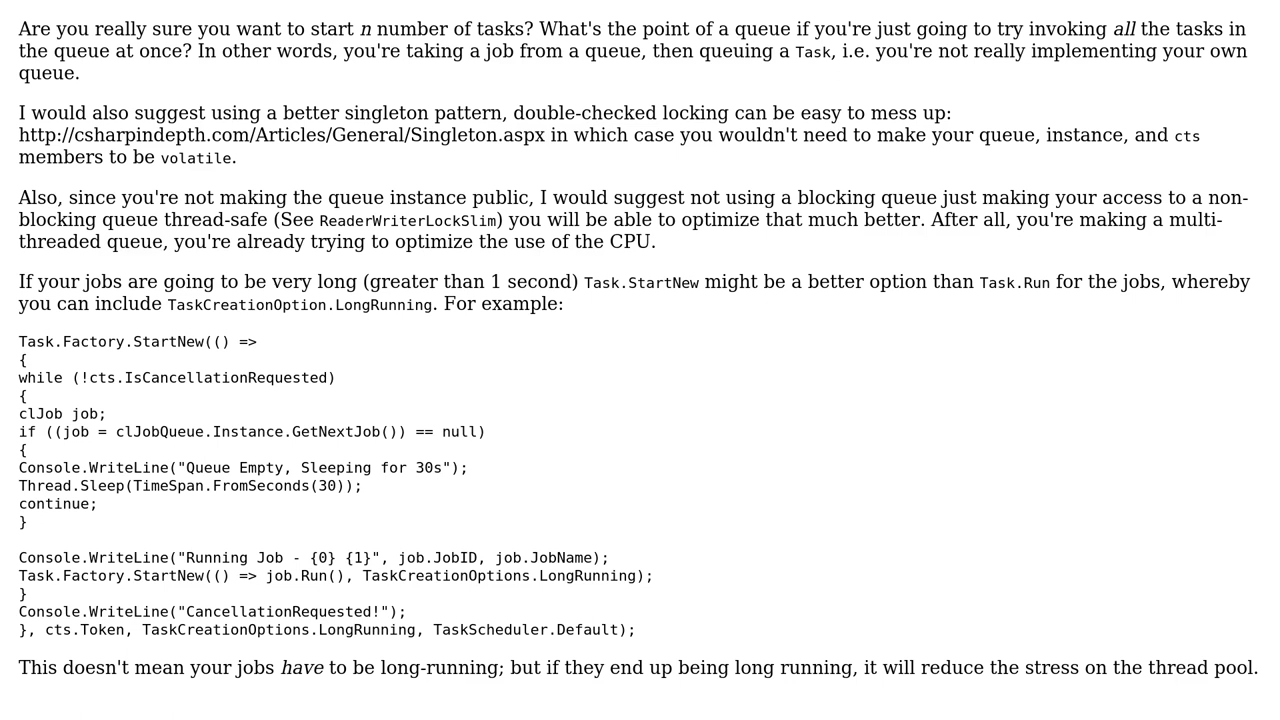 Are you really sure you want to start n number of tasks? What's the point of a queue if you're just going to try invoking all the tasks in
the queue at once? In other words, you're taking a job from a queue, then queuing a Task, i.e. you're not really implementing your own
queue.
I would also suggest using a better singleton pattern, double-checked locking can be easy to mess up:
http://csharpindepth.com/Articles/General/Singleton.aspx in which case you wouldn't need to make your queue, instance, and cts
members to be volatile.
Also, since you're not making the queue instance public, I would suggest not using a blocking queue just making your access to a non-
blocking queue thread-safe (See ReaderWriterLockSlim) you will be able to optimize that much better. After all, you're making a multi-
threaded queue, you're already trying to optimize the use of the CPU.
If your jobs are going to be very long (greater than 1 second) Task.StartNew might be a better option than Task.Run for the jobs, whereby
you can include TaskCreationOption.LongRunning. For example:
Task.Factory.StartNew(() =>
{
while (!cts.IsCancellationRequested)
{
clJob job;
if ((job = clJobQueue.Instance.GetNextJob()) == null)
{
Console.WriteLine("Queue Empty, Sleeping for 30s");
Thread.Sleep(TimeSpan.FromSeconds(30));
continue;
}
Console.WriteLine("Running Job - {0} {1}", job.JobID, job.JobName);
Task.Factory.StartNew(() => job.Run(), TaskCreationOptions.LongRunning);
}
Console.WriteLine("CancellationRequested!");
}, cts.Token, TaskCreationOptions.LongRunning, TaskScheduler.Default);
This doesn't mean your jobs have to be long-running; but if they end up being long running, it will reduce the stress on the thread pool.